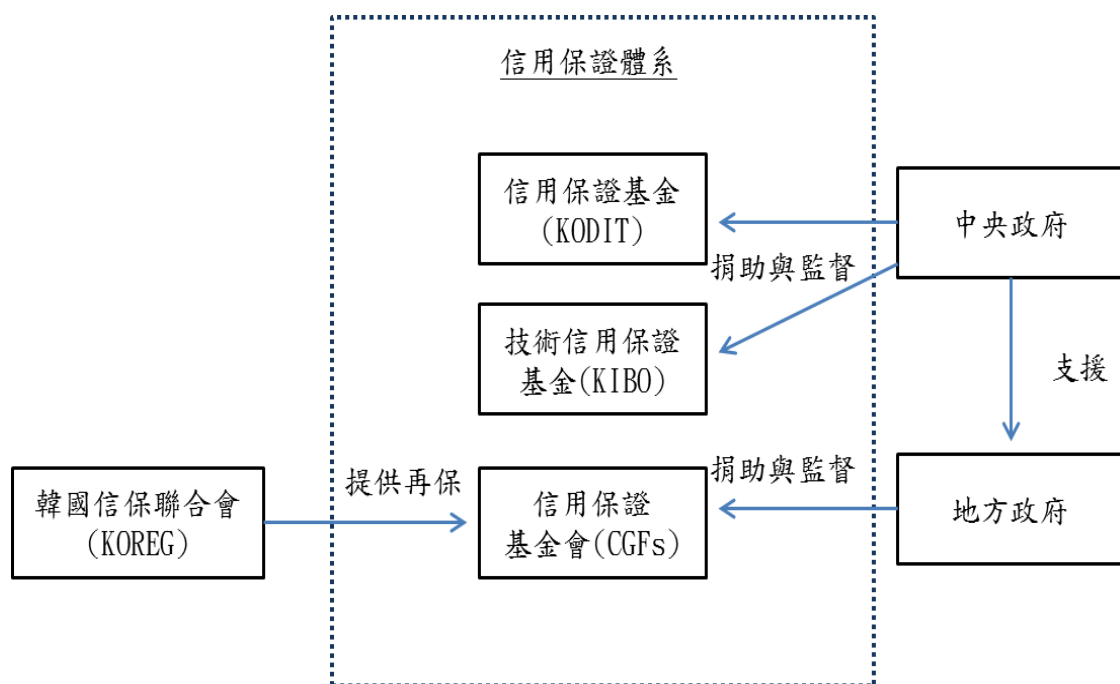 信用保證體系
信用保證基金
(KODIT)
中央政府
捐助與監督
技術信用保證
基金(KIBO)
支援
韓國信保聯合會
(KOREG)
提供再保
信用保證
基金會(CGFs)
捐助與監督
地方政府